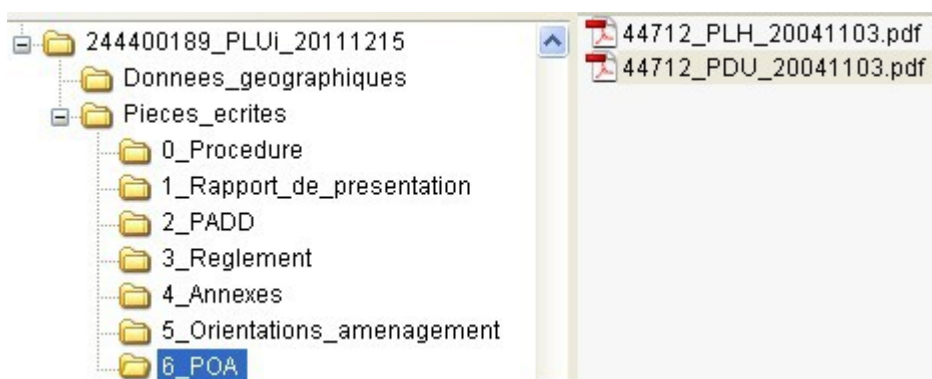 244400189_PLUi_20111215
Donnees_geographiques
Pieces_ecrites
0_Procedure
1_Rapport_de_presentation
2_PADD
3_Reglement
4_Annexes
5_Orientations_amenagement
6_POA
44712_PLH_20041103.pdf
44712_PDU_20041103.pdf